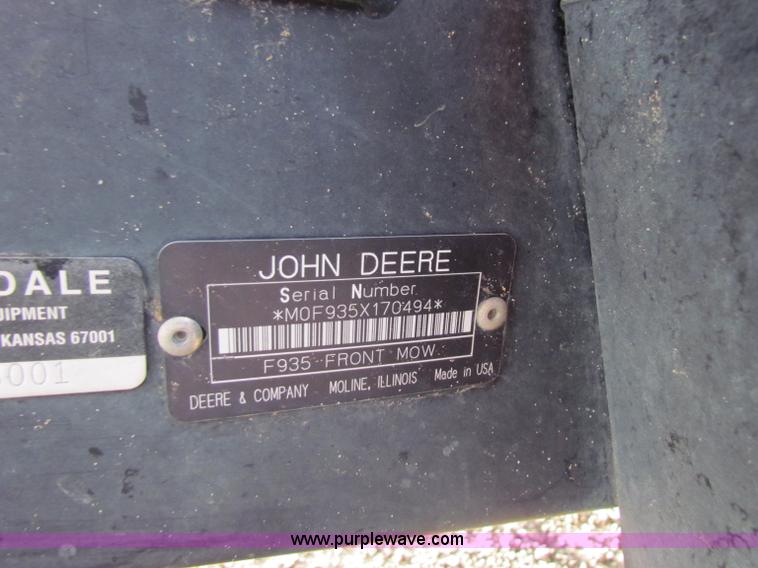 DALE
KANSAS 67001
001
JOHN DEERE
Serial Number
*M0F935X170494*
F935 FRONT MOW
DEERE & COMPANY MOLINE, ILLINOIS Made in USA
www.purplewave.com